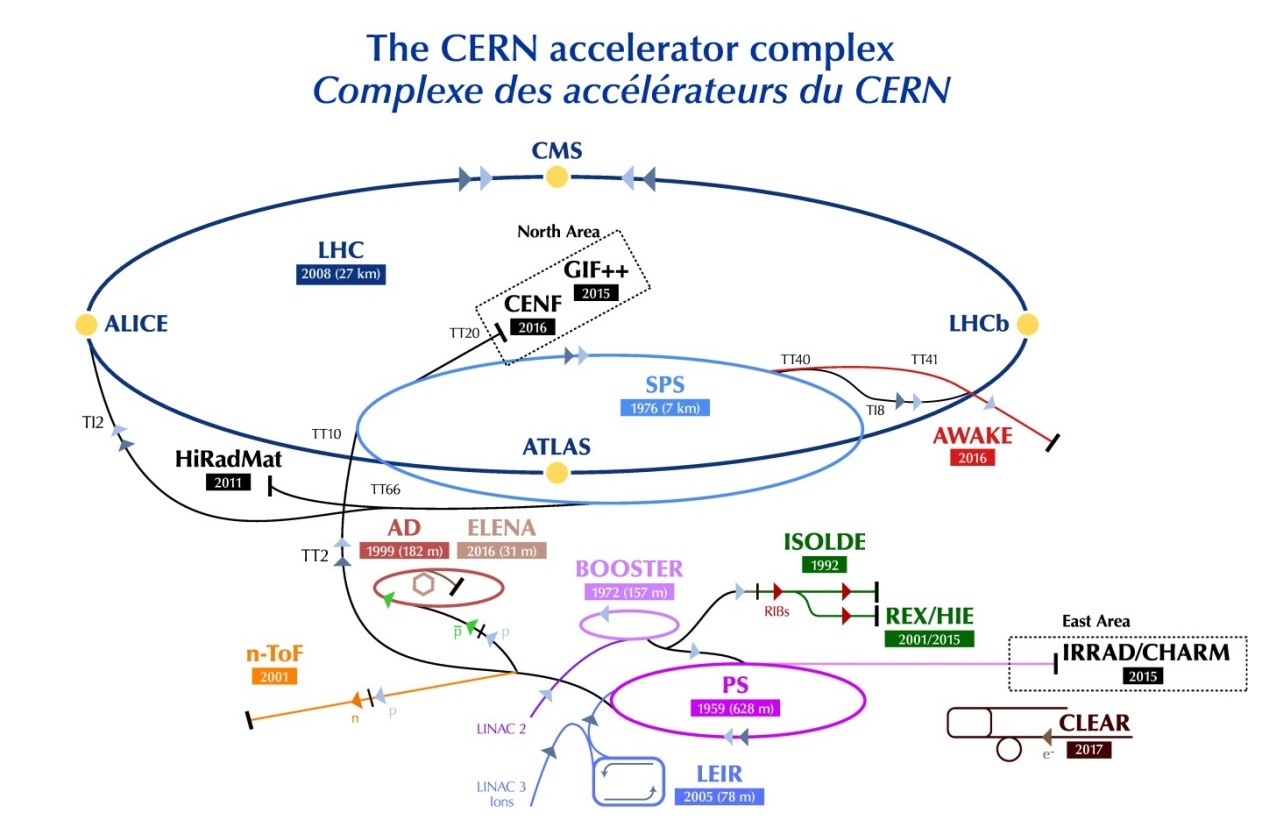 The CERN accelerator complex
Complexe des accélérateurs du CERN
CMS
North Area
LHC
2008 (27 km)
GIF++
2015
CENF
2016
TT20
ALICE
LHCb
TT40
TT41
SPS
1976 (7 km)
TI8
TI2
TT10
ATLAS
AWAKE
2016
HiRadMat
2011
TT66
AD
1999 (182 m)
ELENA
2016 (31 m)
TT2
ISOLDE
1992
BOOSTER
1972 (157 m)
RIBs
REX/HIE
2001/2015
East Area
p̅
p
n-ToF
2001
IRRAD/CHARM
2015
PS
1959 (628 m)
n
p
LINAC 2
CLEAR
2017
e-
LINAC 3
Ions
LEIR
2005 (78 m)